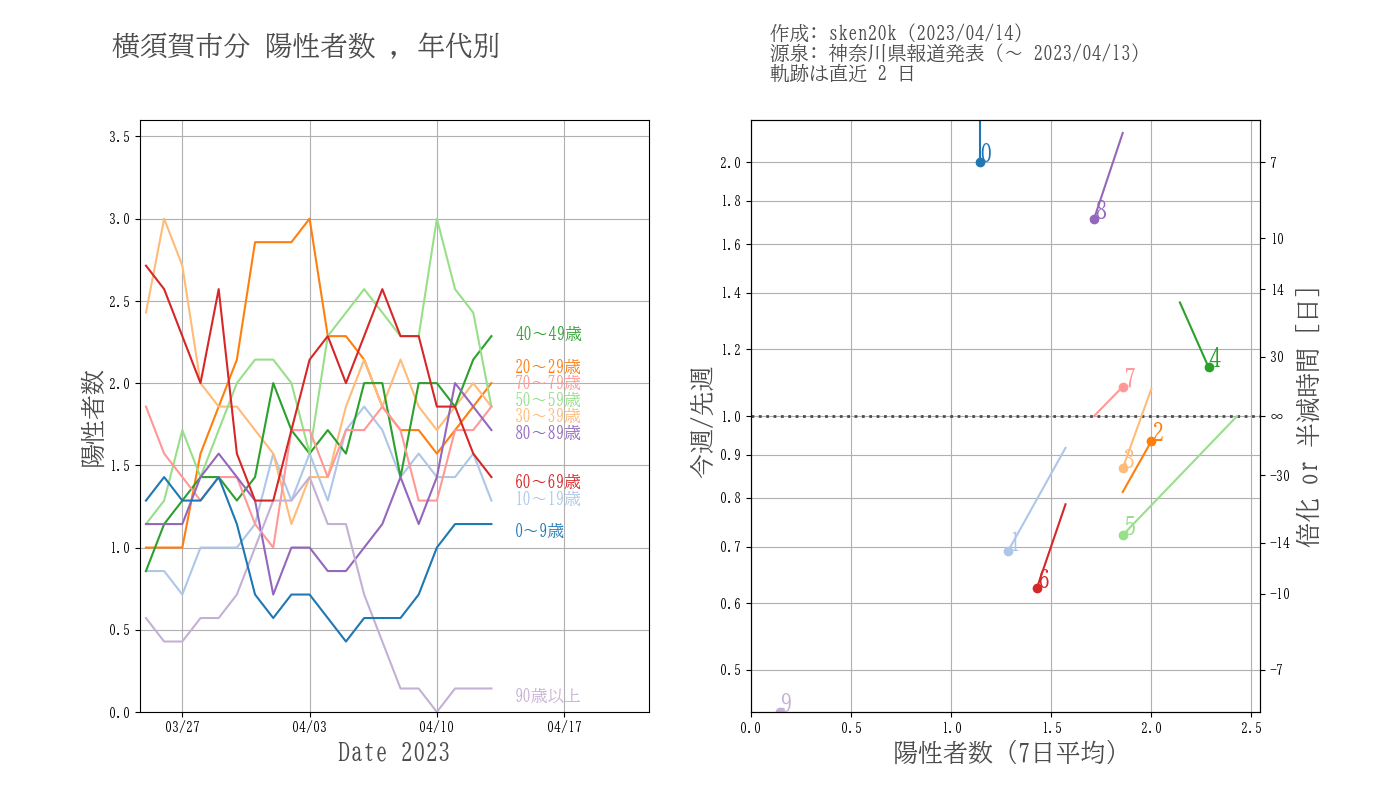 横須賀市分 陽性者数 , 年代別
作成: sken20k (2023/04/14)
源泉: 神奈川県報道発表 (〜 2023/04/13)
軌跡は直近 2 日
3.5
3.0
2.5
2.0
1.5
1.0
0.5
0.0
陽性者数
40〜49歳
20〜29歳
70〜79歳
50〜59歳
30〜39歳
80〜89歳
60〜69歳
10〜19歳
0〜9歳
90歳以上
03/27
04/03
04/10
04/17
Date 2023
2.0
1.8
1.6
1.4
1.2
1.0
0.9
0.8
0.7
0.6
0.5
今週/先週
0
8
4
7
2
3
5
1
6
9
7
10
14
30
∞
−30
−14
−10
−7
倍化 or 半減時間 [日]
0.0
0.5
1.0
1.5
2.0
2.5
陽性者数 (7日平均)